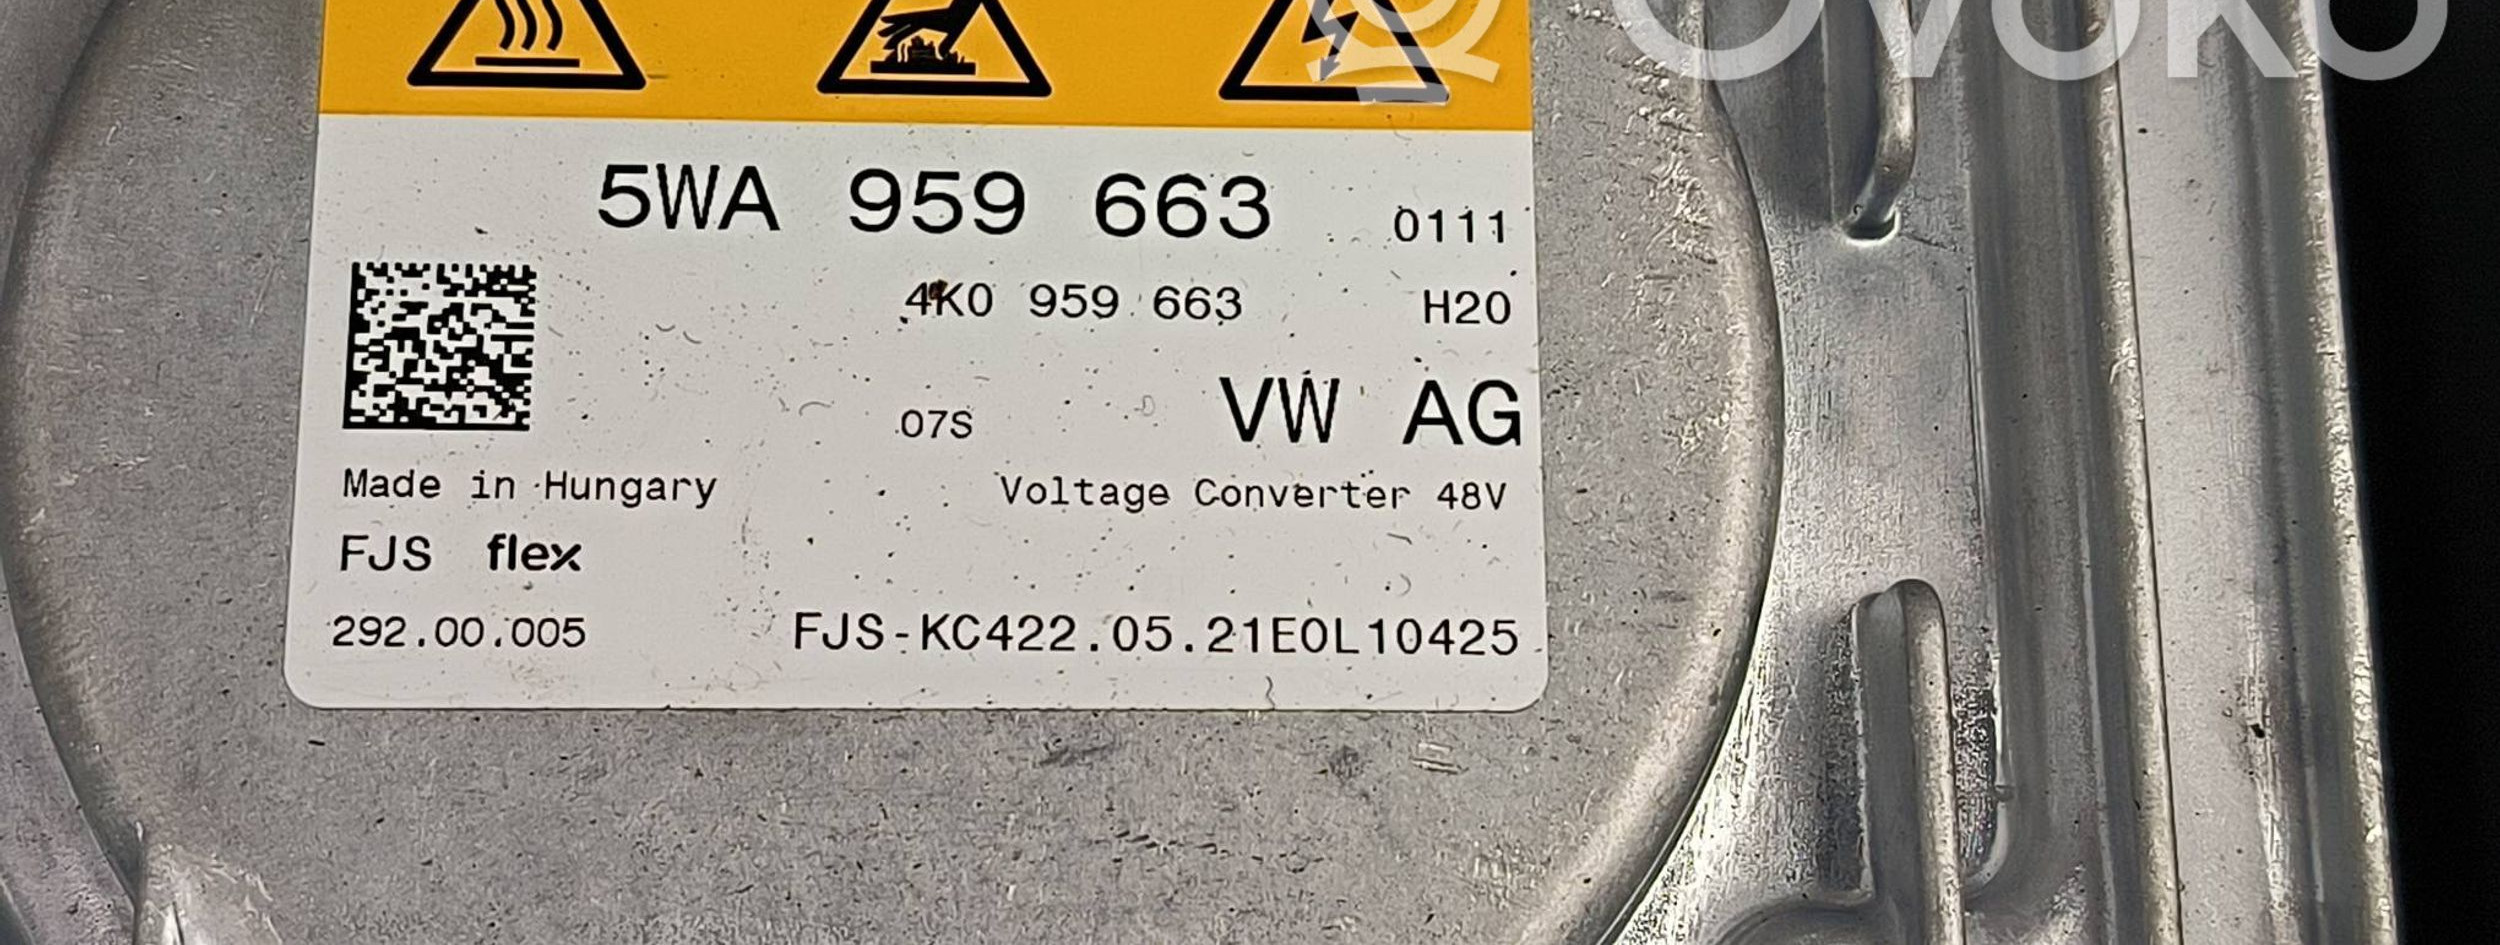 OVOKO
5WA 959 663 0111
4K0 959 663 H20
07S VW AG
Made in Hungary Voltage Converter 48V
FJS flex
292.00.005 FJS-KC422.05.21E0L10425